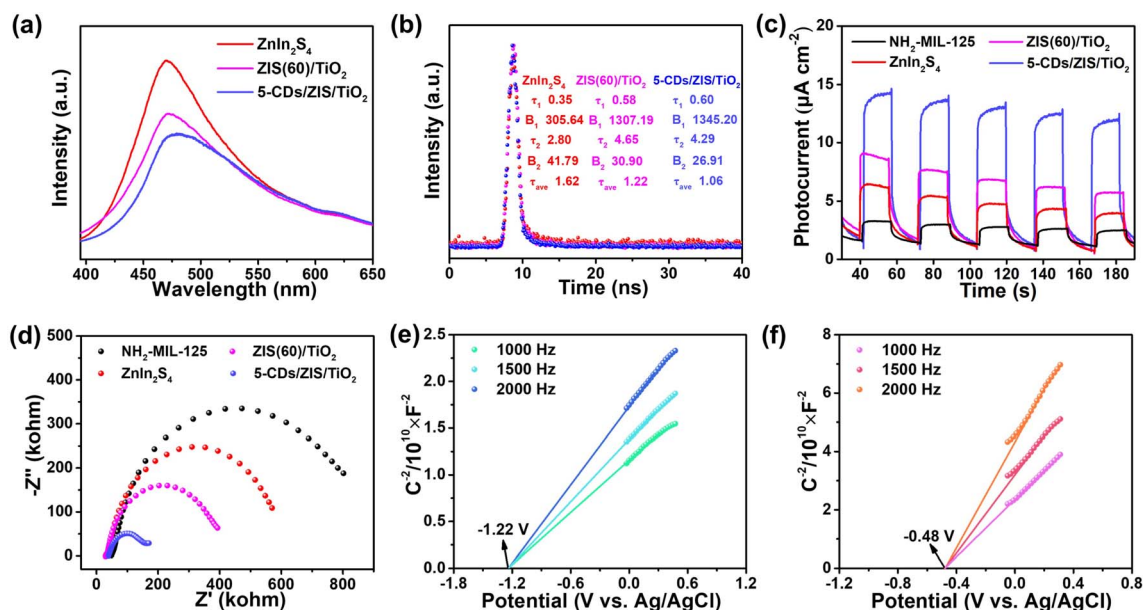 (a)
ZnIn₂S₄
ZIS(60)/TiO₂
5-CDs/ZIS/TiO₂
Intensity (a.u.)
400 450 500 550 600 650
Wavelength (nm)
(b)
ZnIn₂S₄ ZIS(60)/TiO₂ 5-CDs/ZIS/TiO₂
τ₁ 0.35 τ₁ 0.58 τ₁ 0.60
B₁ 305.64 B₁ 1307.19 B₁ 1345.20
τ₂ 2.80 τ₂ 4.65 τ₂ 4.29
B₂ 41.79 B₂ 30.90 B₂ 26.91
τave 1.62 τave 1.22 τave 1.06
Intensity (a.u.)
0 10 20 30 40
Time (ns)
(c)
NH₂-MIL-125 ZIS(60)/TiO₂
ZnIn₂S₄ 5-CDs/ZIS/TiO₂
Photocurrent (μA cm⁻²)
20
15
10
5
0
30 60 90 120 150 180
Time (s)
(d)
NH₂-MIL-125 ZIS(60)/TiO₂
ZnIn₂S₄ 5-CDs/ZIS/TiO₂
-Z'' (kohm)
500
400
300
200
100
0
0 200 400 600 800
Z' (kohm)
(e)
1000 Hz
1500 Hz
2000 Hz
C⁻²/10¹⁰×F⁻²
2.5
2.0
1.5
1.0
0.5
0.0
-1.22 V
-1.8 -1.2 -0.6 0.0 0.6 1.2
Potential (V vs. Ag/AgCl)
(f)
1000 Hz
1500 Hz
2000 Hz
C⁻²/10¹⁰×F⁻²
8
6
4
2
0
-0.48 V
-1.2 -0.8 -0.4 0.0 0.4 0.8
Potential (V vs. Ag/AgCl)